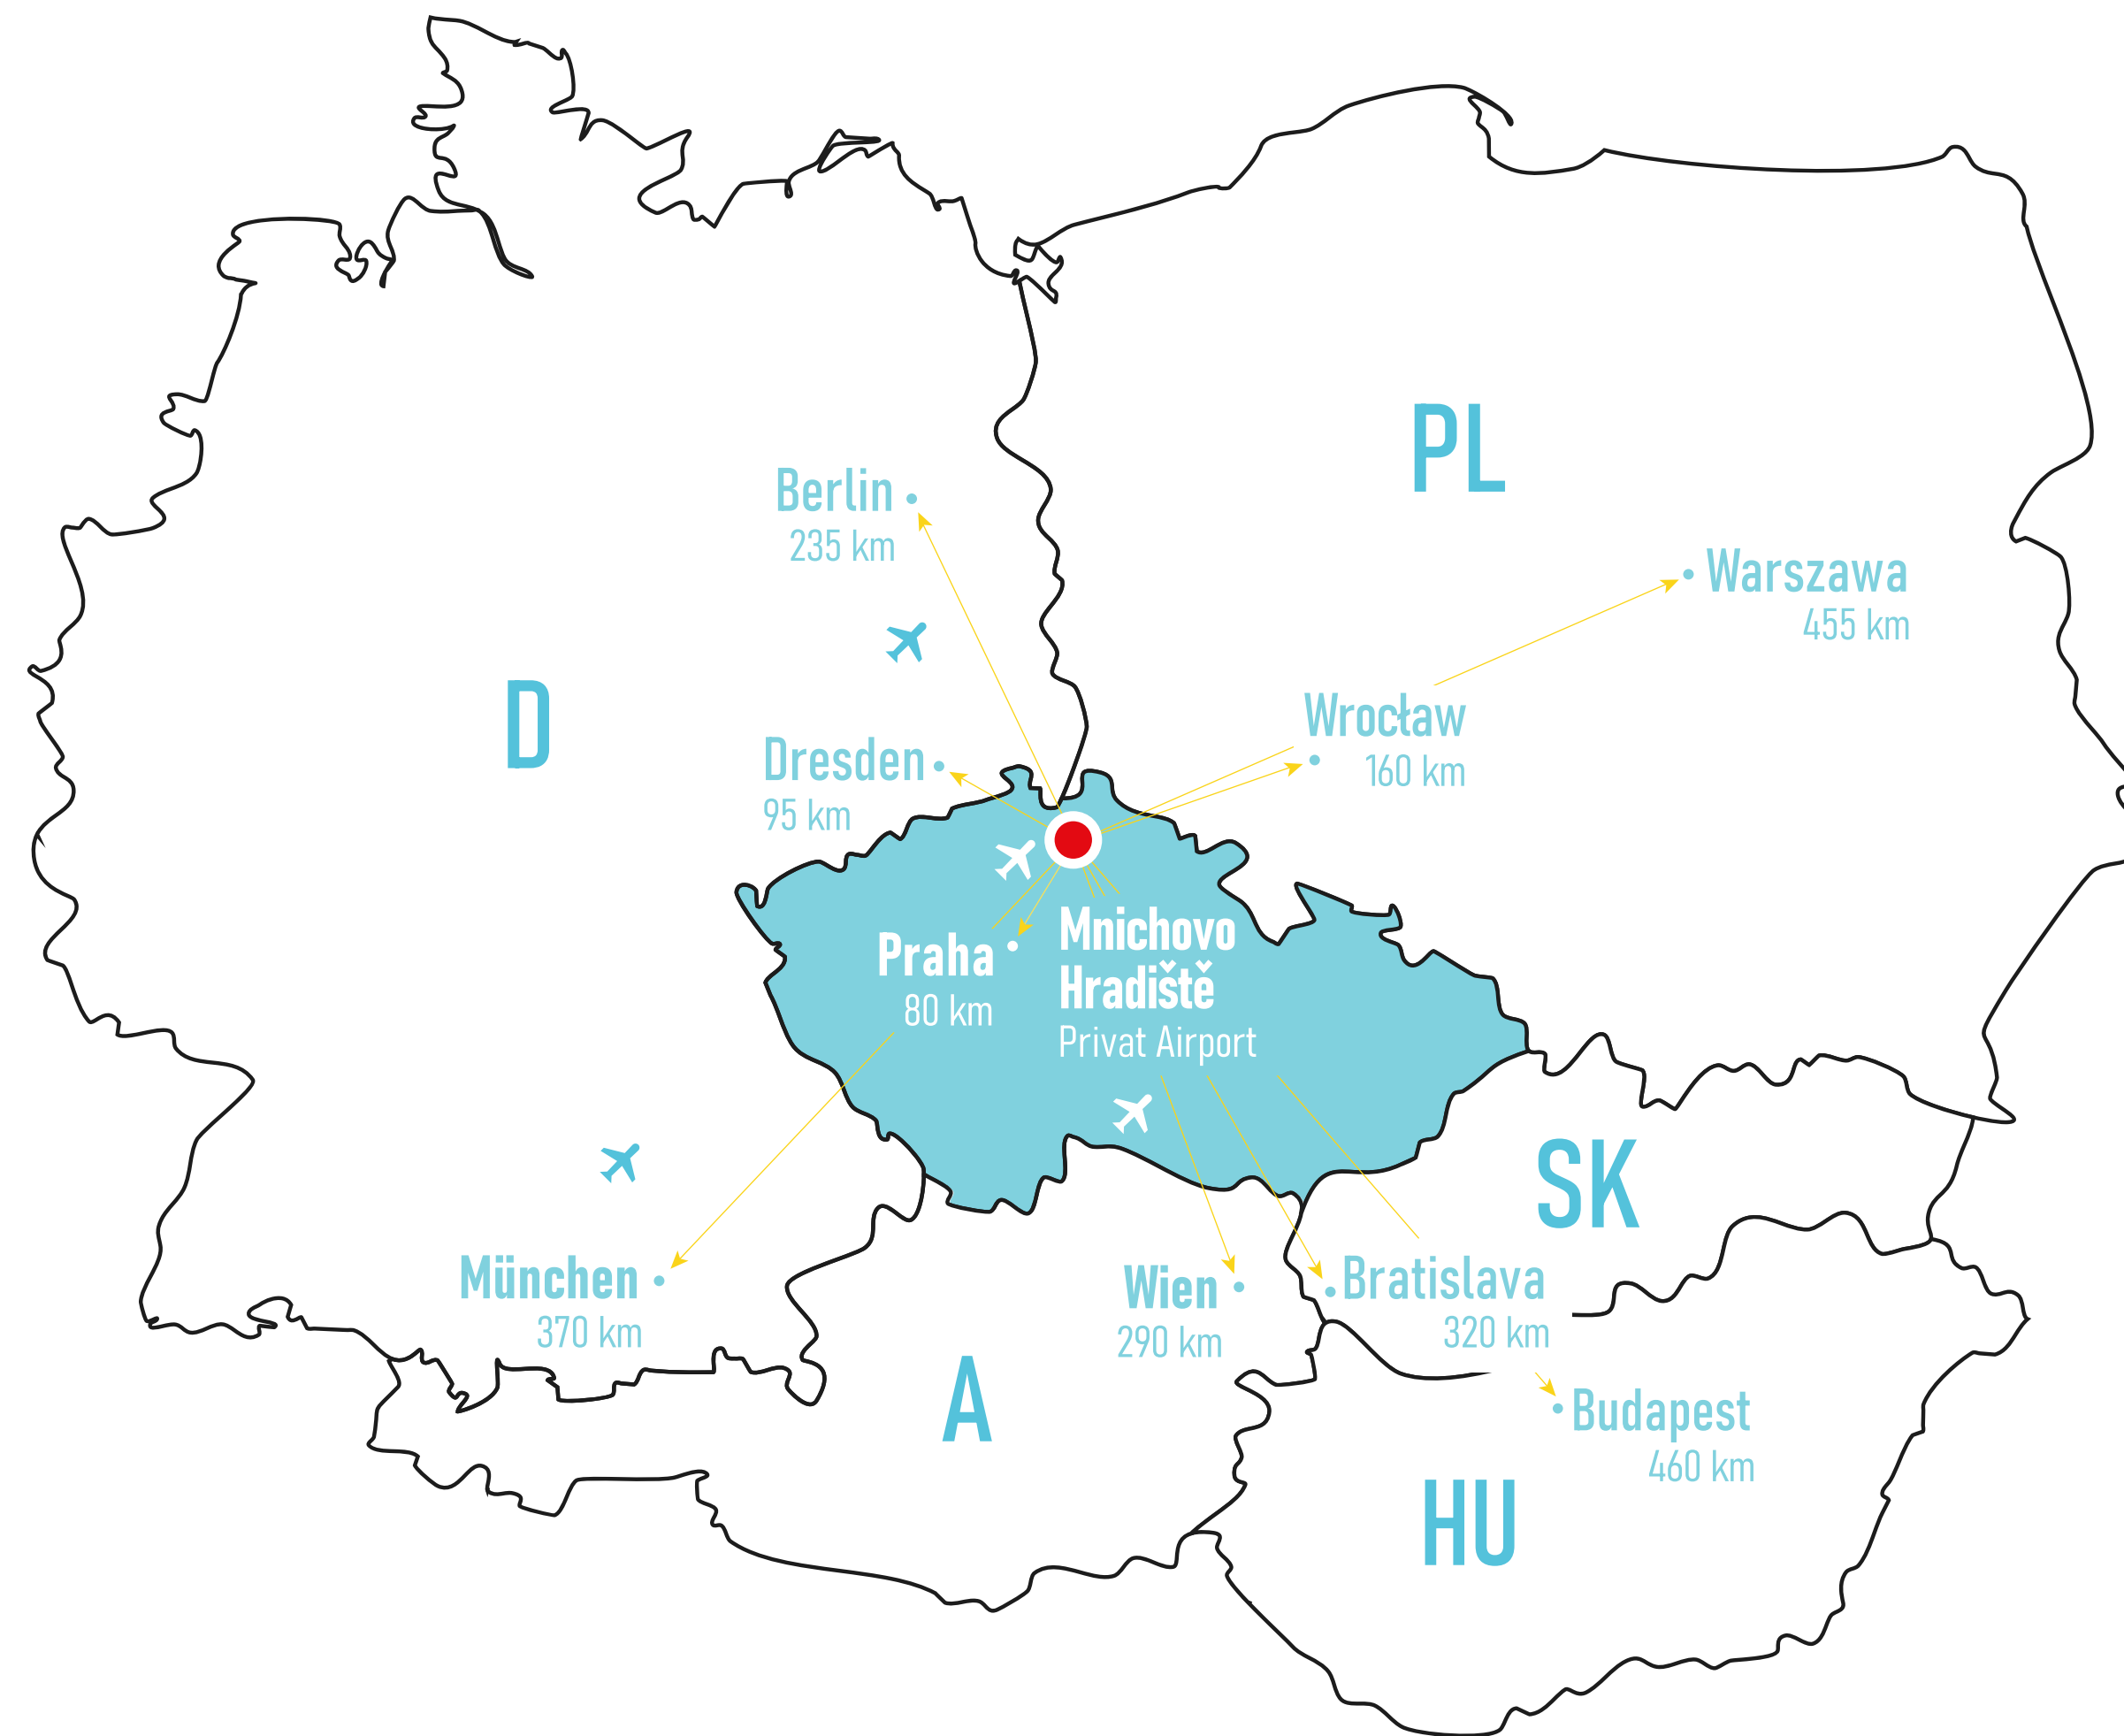 PL
Berlin
235 km
Warszawa
455 km
D
Wrocław
160 km
Dresden
95 km
Mnichovo
Hradiště
Privat Airport
Praha
80 km
SK
München
370 km
Wien
290 km
Bratislava
320 km
A
Budapest
460 km
HU